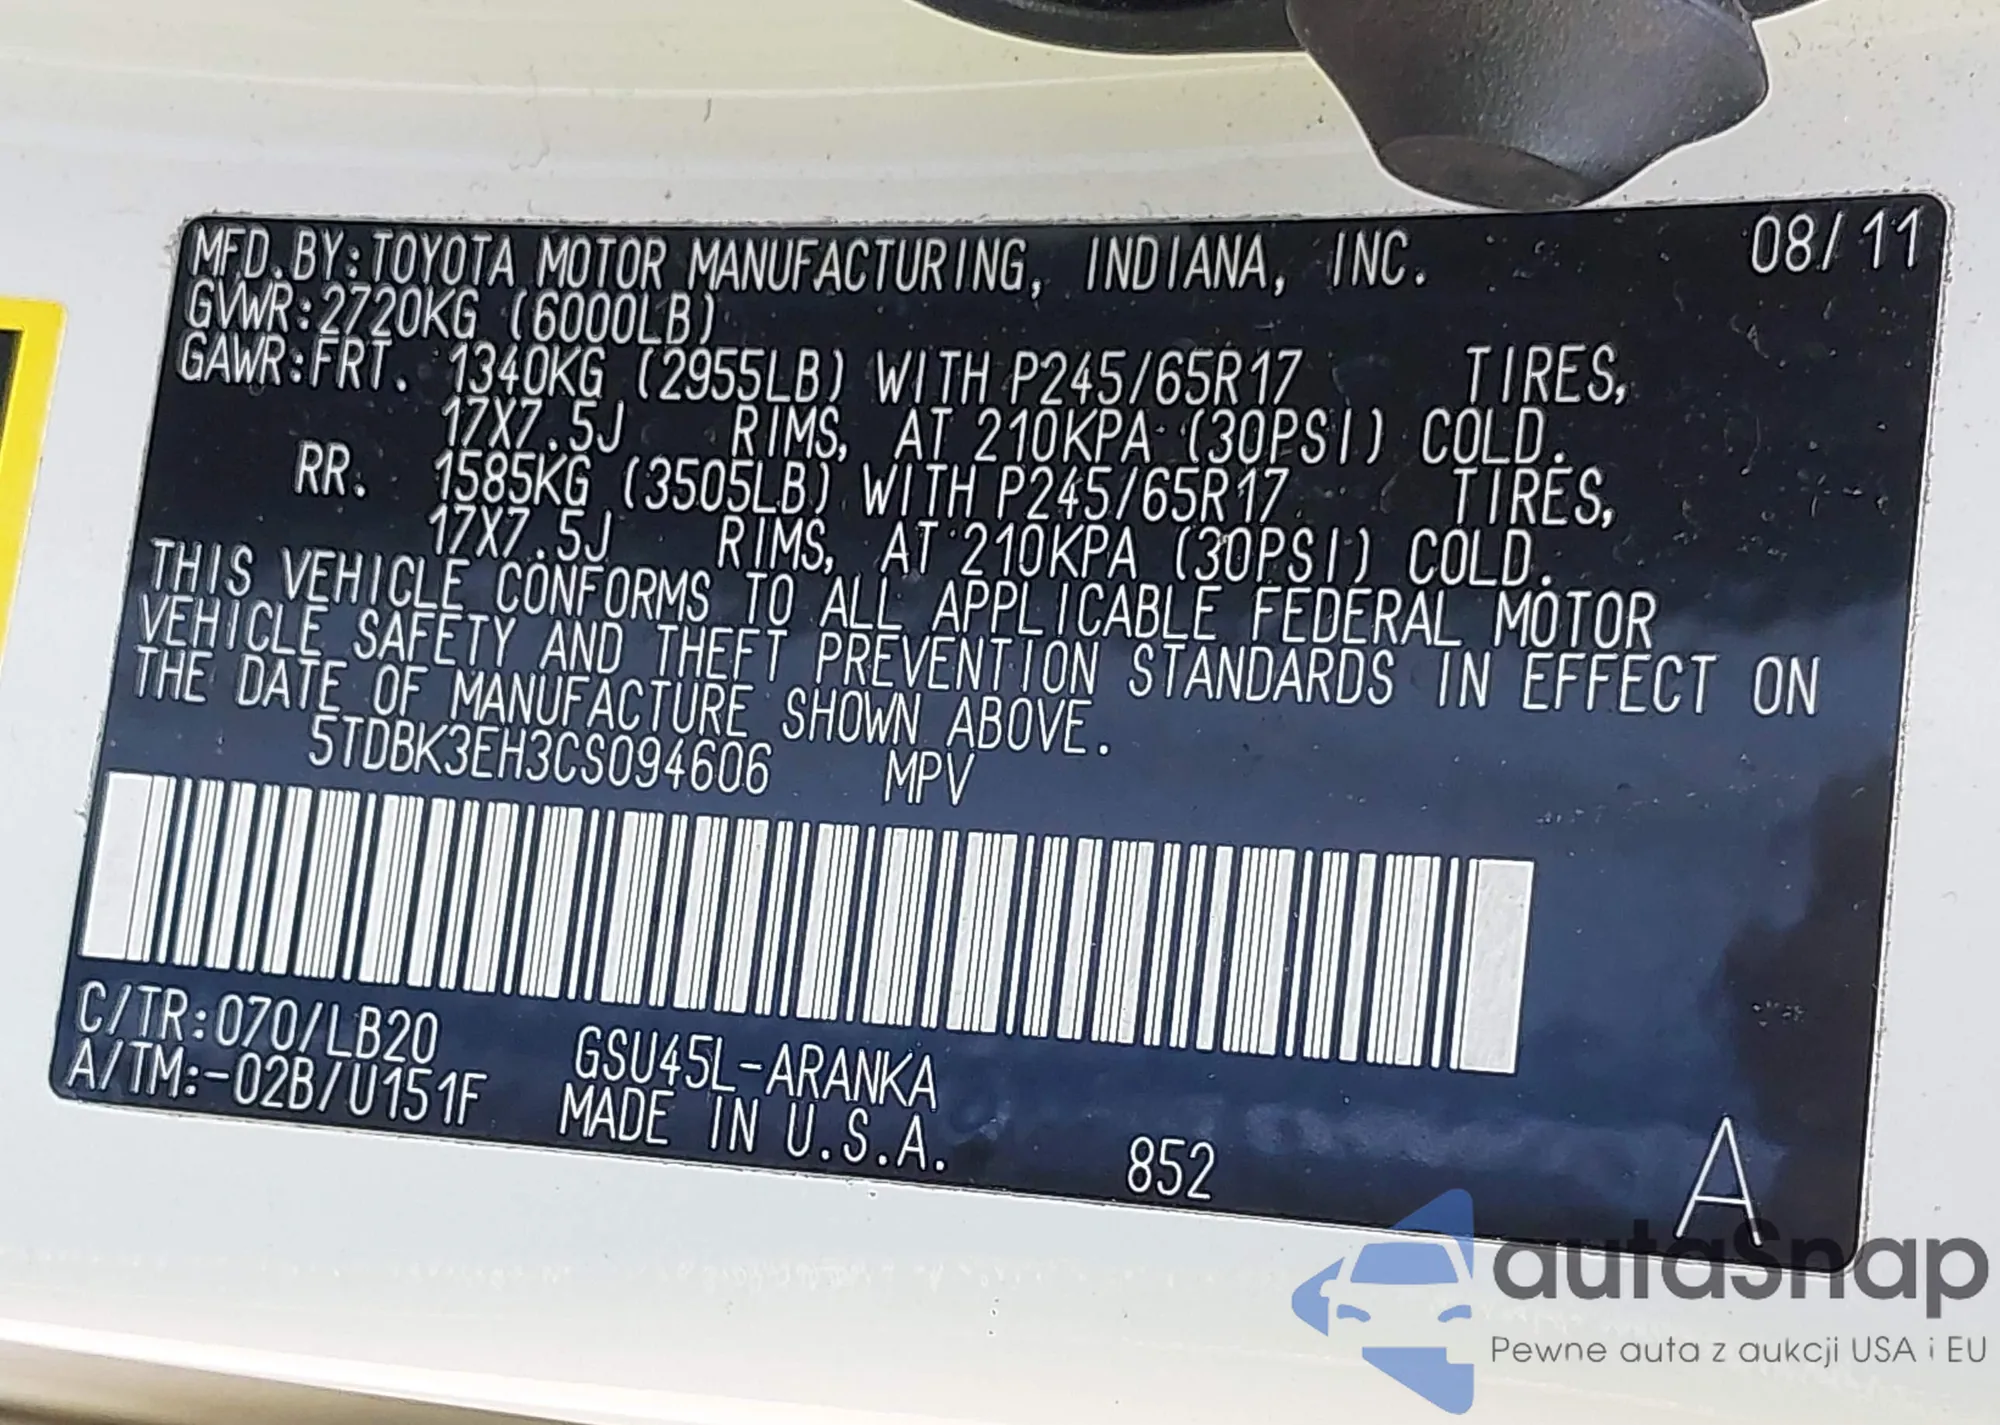 MFD.BY:TOYOTA MOTOR MANUFACTURING, INDIANA, INC. 08/11
GVWR:2720KG (6000LB)
GAWR:FRT. 1340KG (2955LB) WITH P245/65R17 TIRES,
17X7.5J RIMS, AT 210KPA (30PSI) COLD.
RR. 1585KG (3505LB) WITH P245/65R17 TIRES,
17X7.5J RIMS, AT 210KPA (30PSI) COLD.
THIS VEHICLE CONFORMS TO ALL APPLICABLE FEDERAL MOTOR
VEHICLE SAFETY AND THEFT PREVENTION STANDARDS IN EFFECT ON
THE DATE OF MANUFACTURE SHOWN ABOVE.
5TDBK3EH3CS094606 MPV
C/TR:070/LB20 GSU45L-ARANKA
A/TM:-02B/U151F MADE IN U.S.A. 852 A
autaSnap
Pewne auta z aukcji USA i EU